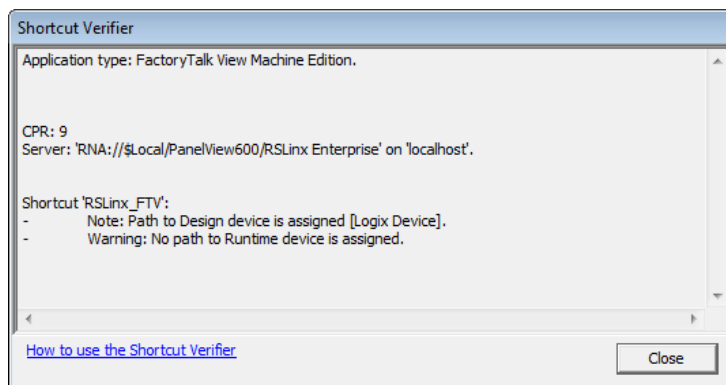 Shortcut Verifier
Application type: FactoryTalk View Machine Edition.
CPR: 9
Server: 'RNA://$Local/PanelView600/RSLinx Enterprise' on 'localhost'.
Shortcut 'RSLinx_FTV':
- Note: Path to Design device is assigned [Logix Device].
- Warning: No path to Runtime device is assigned.
How to use the Shortcut Verifier
Close